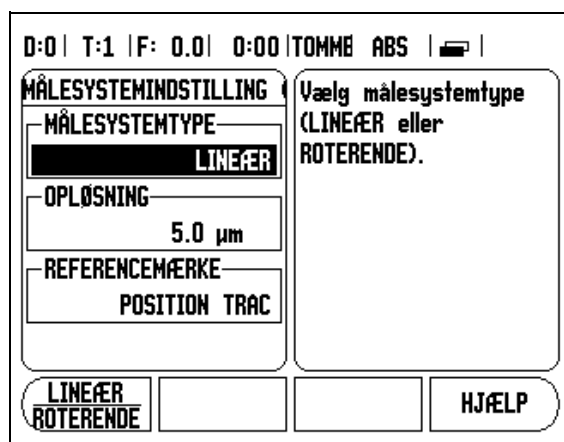 D:0 | T:1 | F: 0.0 | 0:00 | TOMME ABS
MÅLESYSTEMINDSTILLING (
MÅLESYSTEMTYPE
LINEÆR
OPLØSNING
5.0 µm
REFERENCEMÆRKE
POSITION TRAC
Vælg målesystemtype
(LINEÆR eller
ROTERENDE).
LINEÆR
ROTERENDE
HJÆLP